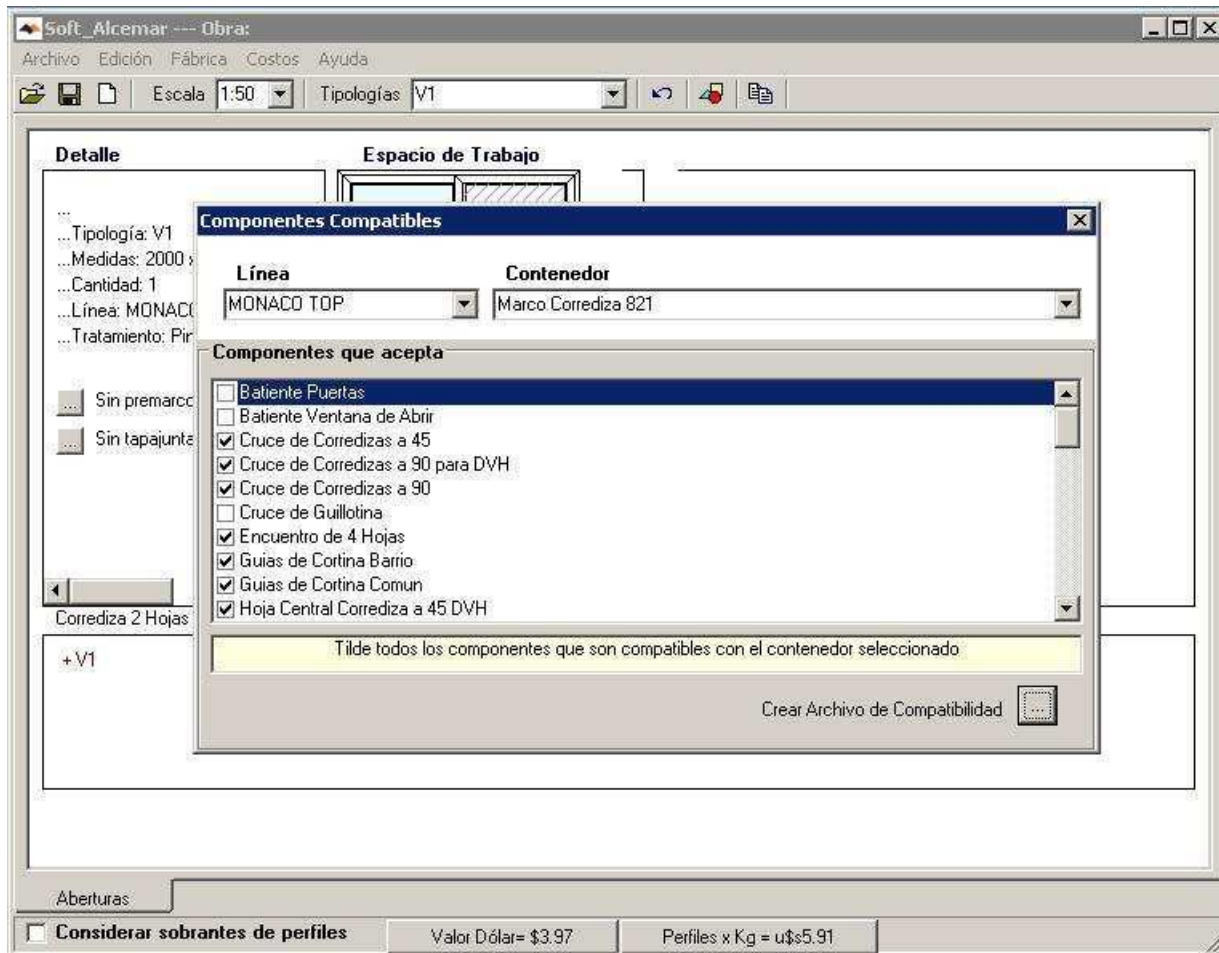 Soft_Alcemar --- Obra:
Archivo Edición Fábrica Costos Ayuda
Escala 1:50 Tipologías V1
Detalle
Espacio de Trabajo
...
...Tipología: V1
...Medidas: 2000
...Cantidad: 1
...Línea:
...Tratamiento:
... Sin premarco
... Sin tapajunta
Corrediza 2 Hojas
+V1
Componentes Compatibles
Línea Contenedor
MONACO TOP Marco Corrediza 821
Componentes que acepta
Batiente Puertas
Batiente Ventana de Abrir
Cruce de Corredizas a 45
Cruce de Corredizas a 90 para DVH
Cruce de Corredizas a 90
Cruce de Guillotina
Encuentro de 4 Hojas
Guias de Cortina Barrio
Guias de Cortina Comun
Hoja Central Corrediza a 45 DVH
Tilde todos los componentes que son compatibles con el contenedor seleccionado
Crear Archivo de Compatibilidad ...
Aberturas
Considerar sobrantes de perfiles Valor Dólar= $3.97 Perfiles x Kg = u$s5.91